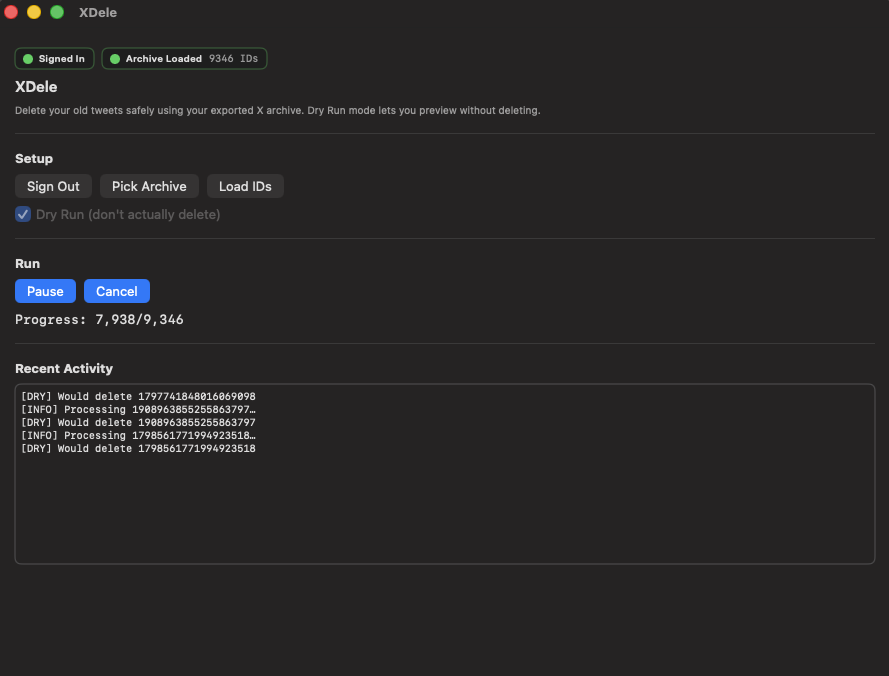 XDele
Signed In
Archive Loaded 9346 IDs
XDele
Delete your old tweets safely using your exported X archive. Dry Run mode lets you preview without deleting.
Setup
Sign Out
Pick Archive
Load IDs
Dry Run (don't actually delete)
Run
Pause
Cancel
Progress: 7,938/9,346
Recent Activity
[DRY] Would delete 1797741848016069098
[INFO] Processing 1908963855255863797…
[DRY] Would delete 1908963855255863797
[INFO] Processing 1798561771994923518…
[DRY] Would delete 1798561771994923518